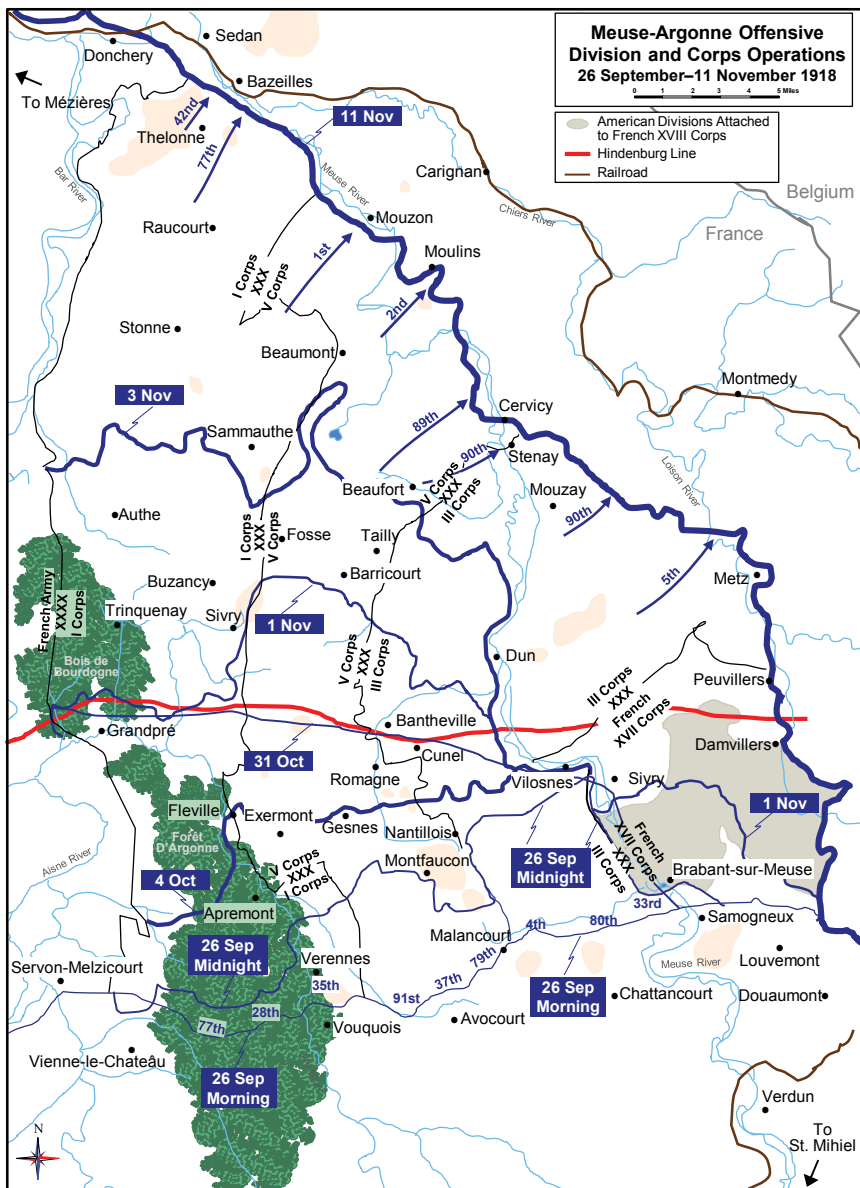 Meuse-Argonne Offensive
Division and Corps Operations
26 September–11 November 1918
0 1 2 3 4 5 Miles
American Divisions Attached
to French XVIII Corps
Hindenburg Line
Railroad
Sedan
Donchery
Bazeilles
To Mézières
42nd
Thelonne
77th
11 Nov
Meuse River
Carignan
Chiers River
Belgium
France
Bar River
Raucourt
Mouzon
I Corps
XXX
V Corps
1st
Moulins
2nd
Stonne
Beaumont
Montmedy
3 Nov
Sammauthe
89th
Cervicy
90th
Stenay
Loison River
Beaufort
V Corps
XXX
III Corps
Mouzay
90th
Authe
I Corps
XXX
V Corps
Fosse
Tailly
Barricourt
Buzancy
5th
Metz
French Army
XXXX
I Corps
Trinquenay
Sivry
1 Nov
Bois de
Bourdogne
V Corps
XXX
III Corps
Dun
III Corps
XXX
French
XVII Corps
Peuvillers
Grandpré
Bantheville
Cunel
Damvillers
31 Oct
Romagne
Vilosnes
Sivry
1 Nov
Fleville
Exermont
Gesnes
Nantillois
Forêt
D'Argonne
26 Sep
Midnight
French
XVII Corps
XXX
III Corps
Aisne River
V Corps
XXX
I Corps
Montfaucon
Brabant-sur-Meuse
4 Oct
Apremont
33rd
80th
4th
Samogneux
26 Sep
Midnight
Malancourt
79th
Louvemont
Servon-Melzicourt
Verennes
35th
37th
91st
Meuse River
26 Sep
Morning
Chattancourt
Douaumont
28th
77th
Vouquois
Avocourt
Vienne-le-Chateâu
26 Sep
Morning
Verdun
To
St. Mihiel
N